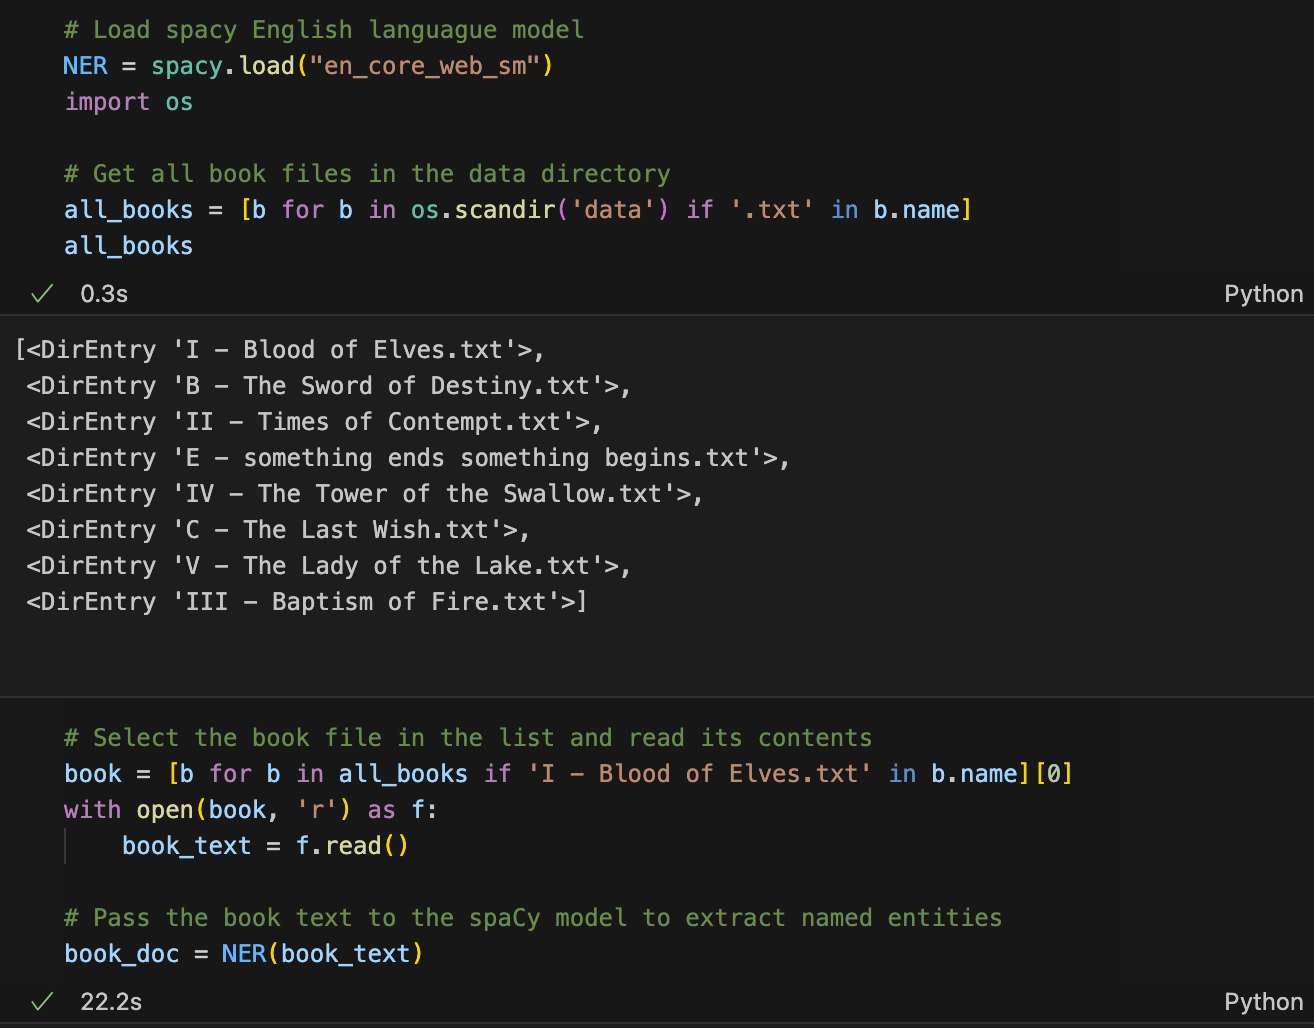 # Load spacy English languague model
NER = spacy.load("en_core_web_sm")
import os
# Get all book files in the data directory
all_books = [b for b in os.scandir('data') if '.txt' in b.name]
all_books
0.3s
Python
[<DirEntry 'I – Blood of Elves.txt'>,
<DirEntry 'B – The Sword of Destiny.txt'>,
<DirEntry 'II – Times of Contempt.txt'>,
<DirEntry 'E – something ends something begins.txt'>,
<DirEntry 'IV – The Tower of the Swallow.txt'>,
<DirEntry 'C – The Last Wish.txt'>,
<DirEntry 'V – The Lady of the Lake.txt'>,
<DirEntry 'III – Baptism of Fire.txt'>]
# Select the book file in the list and read its contents
book = [b for b in all_books if 'I – Blood of Elves.txt' in b.name][0]
with open(book, 'r') as f:
    book_text = f.read()
# Pass the book text to the spaCy model to extract named entities
book_doc = NER(book_text)
22.2s
Python